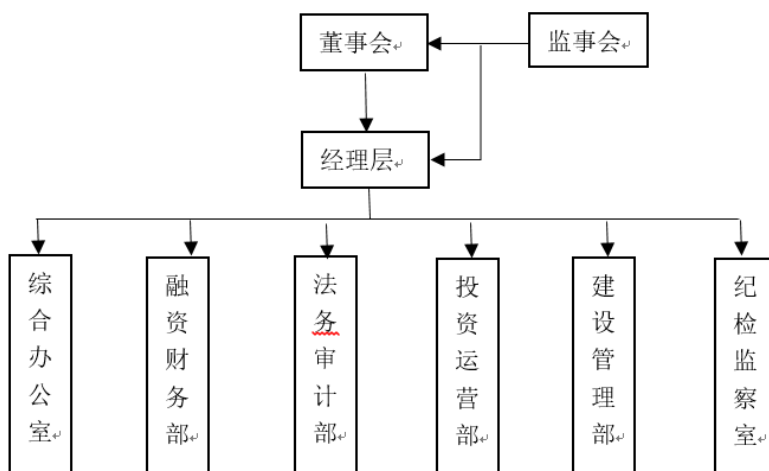 董事会
监事会
经理层
综合办公室
融资财务部
法务审计部
投资运营部
建设管理部
纪检监察室